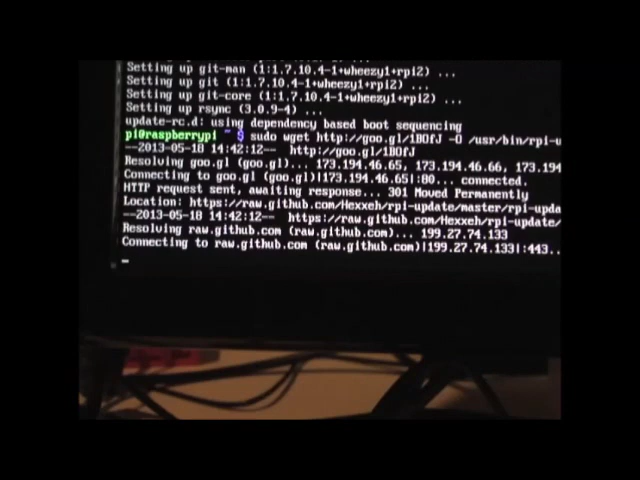 Setting up git-man (1:1.7.10.4-1+wheezy1+rpi2) ...
Setting up git (1:1.7.10.4-1+wheezy1+rpi2) ...
Setting up git-core (1:1.7.10.4-1+wheezy1+rpi2) ...
Setting up rsync (3.0.9-4) ...
update-rc.d: using dependency based boot sequencing
pi@raspberrypi ~ $ sudo wget http://goo.gl/1BOfJ -O /usr/bin/rpi-u
--2013-05-18 14:42:12-- http://goo.gl/1BOfJ
Resolving goo.gl (goo.gl)... 173.194.46.65, 173.194.46.66, 173.194
Connecting to goo.gl (goo.gl)|173.194.46.65|:80... connected.
HTTP request sent, awaiting response... 301 Moved Permanently
Location: https://raw.github.com/Hexxeh/rpi-update/master/rpi-upda
--2013-05-18 14:42:12-- https://raw.github.com/Hexxeh/rpi-update/
Resolving raw.github.com (raw.github.com)... 199.27.74.133
Connecting to raw.github.com (raw.github.com)|199.27.74.133|:443..